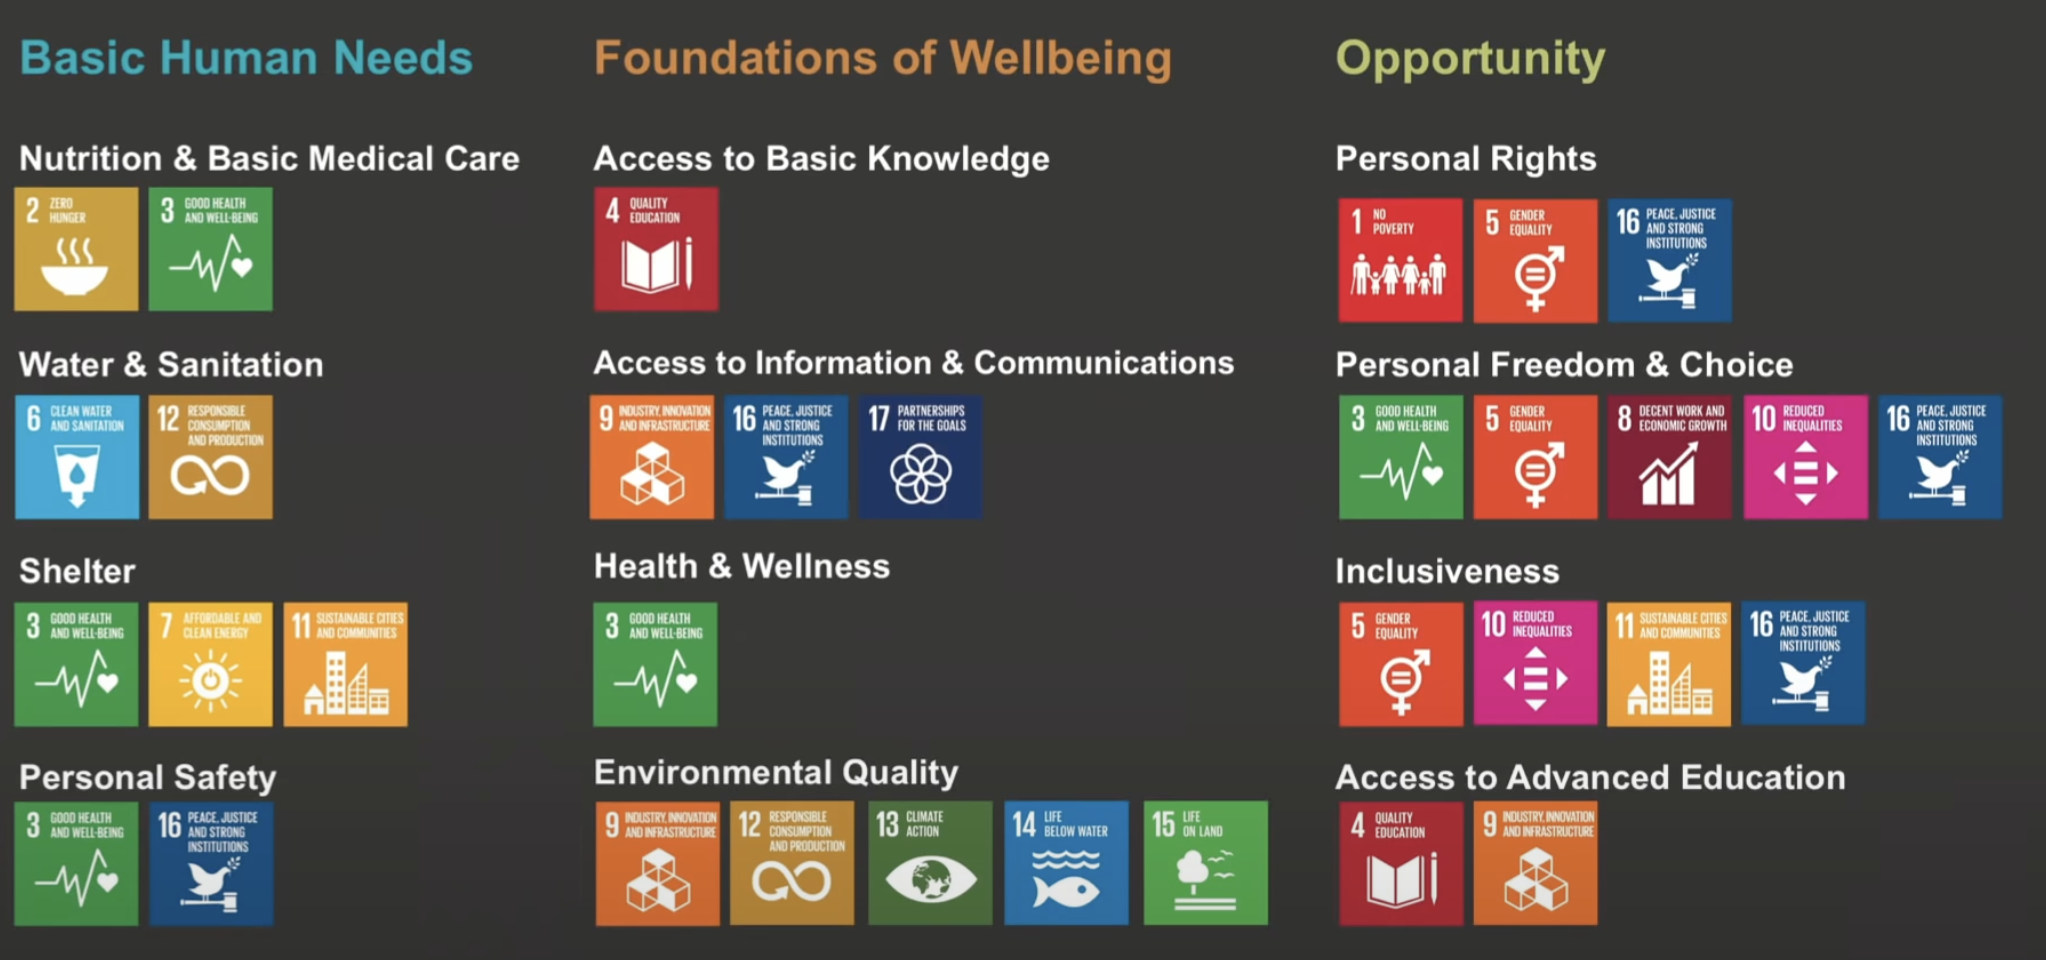 Basic Human Needs
Nutrition & Basic Medical Care
2 ZERO
HUNGER
3 GOOD HEALTH
AND WELL-BEING
Water & Sanitation
6 CLEAN WATER
AND SANITATION
12 RESPONSIBLE
CONSUMPTION
AND PRODUCTION
Shelter
3 GOOD HEALTH
AND WELL-BEING
7 AFFORDABLE AND
CLEAN ENERGY
11 SUSTAINABLE CITIES
AND COMMUNITIES
Personal Safety
3 GOOD HEALTH
AND WELL-BEING
16 PEACE, JUSTICE
AND STRONG
INSTITUTIONS
Foundations of Wellbeing
Access to Basic Knowledge
4 QUALITY
EDUCATION
Access to Information & Communications
9 INDUSTRY, INNOVATION
AND INFRASTRUCTURE
16 PEACE, JUSTICE
AND STRONG
INSTITUTIONS
17 PARTNERSHIPS
FOR THE GOALS
Health & Wellness
3 GOOD HEALTH
AND WELL-BEING
Environmental Quality
9 INDUSTRY, INNOVATION
AND INFRASTRUCTURE
12 RESPONSIBLE
CONSUMPTION
AND PRODUCTION
13 CLIMATE
ACTION
14 LIFE
BELOW WATER
15 LIFE
ON LAND
Opportunity
Personal Rights
1 NO
POVERTY
5 GENDER
EQUALITY
16 PEACE, JUSTICE
AND STRONG
INSTITUTIONS
Personal Freedom & Choice
3 GOOD HEALTH
AND WELL-BEING
5 GENDER
EQUALITY
8 DECENT WORK AND
ECONOMIC GROWTH
10 REDUCED
INEQUALITIES
16 PEACE, JUSTICE
AND STRONG
INSTITUTIONS
Inclusiveness
5 GENDER
EQUALITY
10 REDUCED
INEQUALITIES
11 SUSTAINABLE CITIES
AND COMMUNITIES
16 PEACE, JUSTICE
AND STRONG
INSTITUTIONS
Access to Advanced Education
4 QUALITY
EDUCATION
9 INDUSTRY, INNOVATION
AND INFRASTRUCTURE